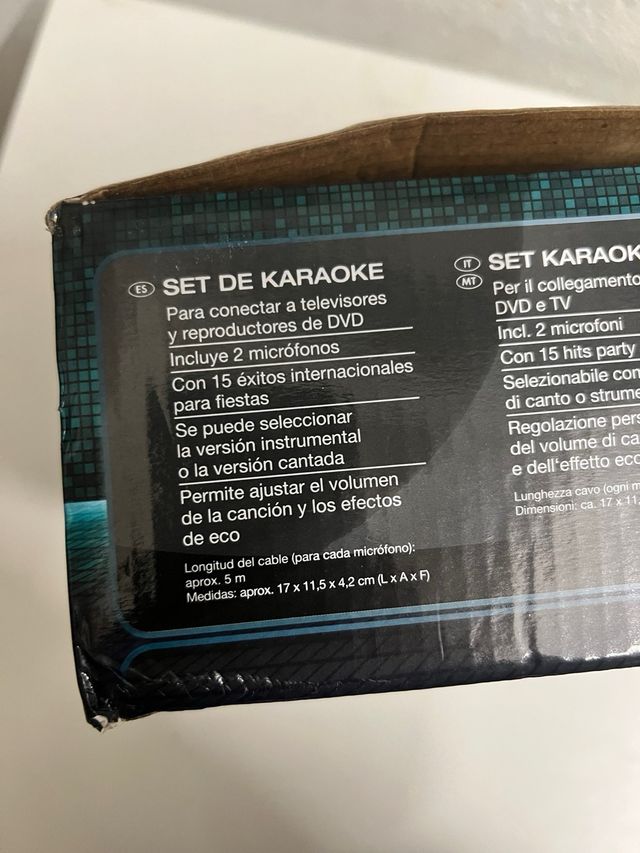 ES SET DE KARAOKE
Para conectar a televisores
y reproductores de DVD
Incluye 2 micrófonos
Con 15 éxitos internacionales
para fiestas
Se puede seleccionar
la versión instrumental
o la versión cantada
Permite ajustar el volumen
de la canción y los efectos
de eco
Longitud del cable (para cada micrófono):
aprox. 5 m
Medidas: aprox. 17 x 11,5 x 4,2 cm (L x A x F)
IT MT SET KARAOK
Per il collegamento
DVD e TV
Incl. 2 microfoni
Con 15 hits party
Selezionabile con
di canto o strume
Regolazione pers
del volume di ca
e dell'effetto eco
Lunghezza cavo (ogni m
Dimensioni: ca. 17 x 11